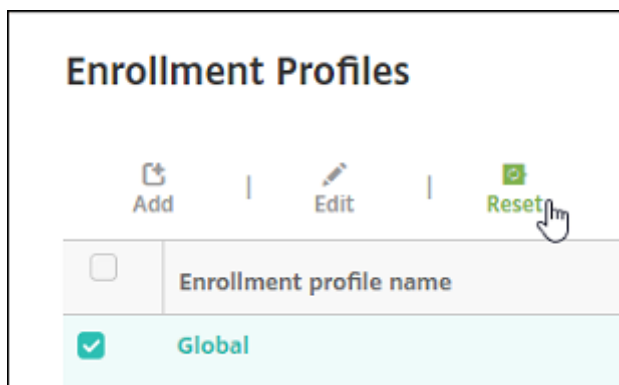 Enrollment Profiles
Add | Edit | Reset
Enrollment profile name
Global